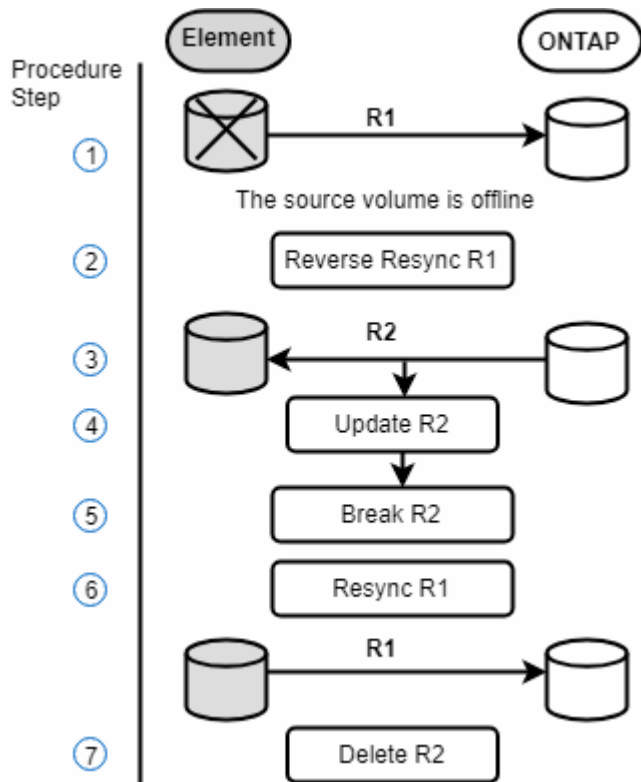 Element
ONTAP
Procedure
Step
R1
1
The source volume is offline
2
Reverse Resync R1
R2
3
4
Update R2
5
Break R2
6
Resync R1
R1
7
Delete R2